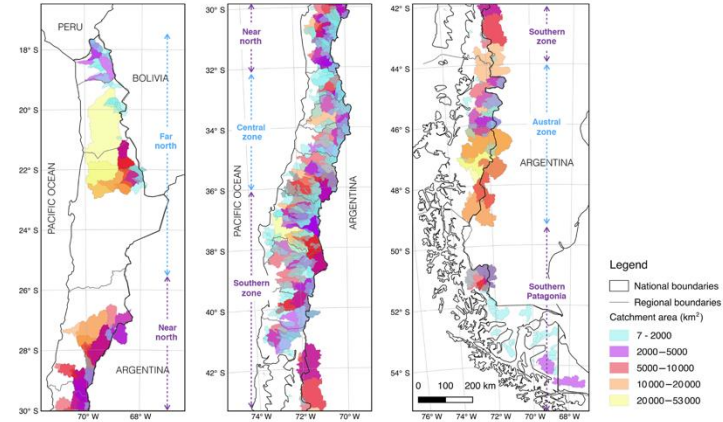 PERU
18° S
BOLIVIA
20° S
Far
north
22° S
PACIFIC OCEAN
24° S
26° S
Near
north
28° S
ARGENTINA
30° S
70° W
68° W
30° S
Near
north
32° S
Central
zone
34° S
PACIFIC OCEAN
36° S
ARGENTINA
38° S
Southern
zone
40° S
42° S
74° W
72° W
70° W
42° S
Southern
zone
44° S
Austral
zone
46° S
ARGENTINA
48° S
50° S
Southern
Patagonia
52° S
54° S
0 100 200 km
76° W
74° W
72° W
70° W
68° W
Legend
National boundaries
Regional boundaries
Catchment area (km²)
7 - 2000
2000–5000
5000–10 000
10 000–20 000
20 000–53 000